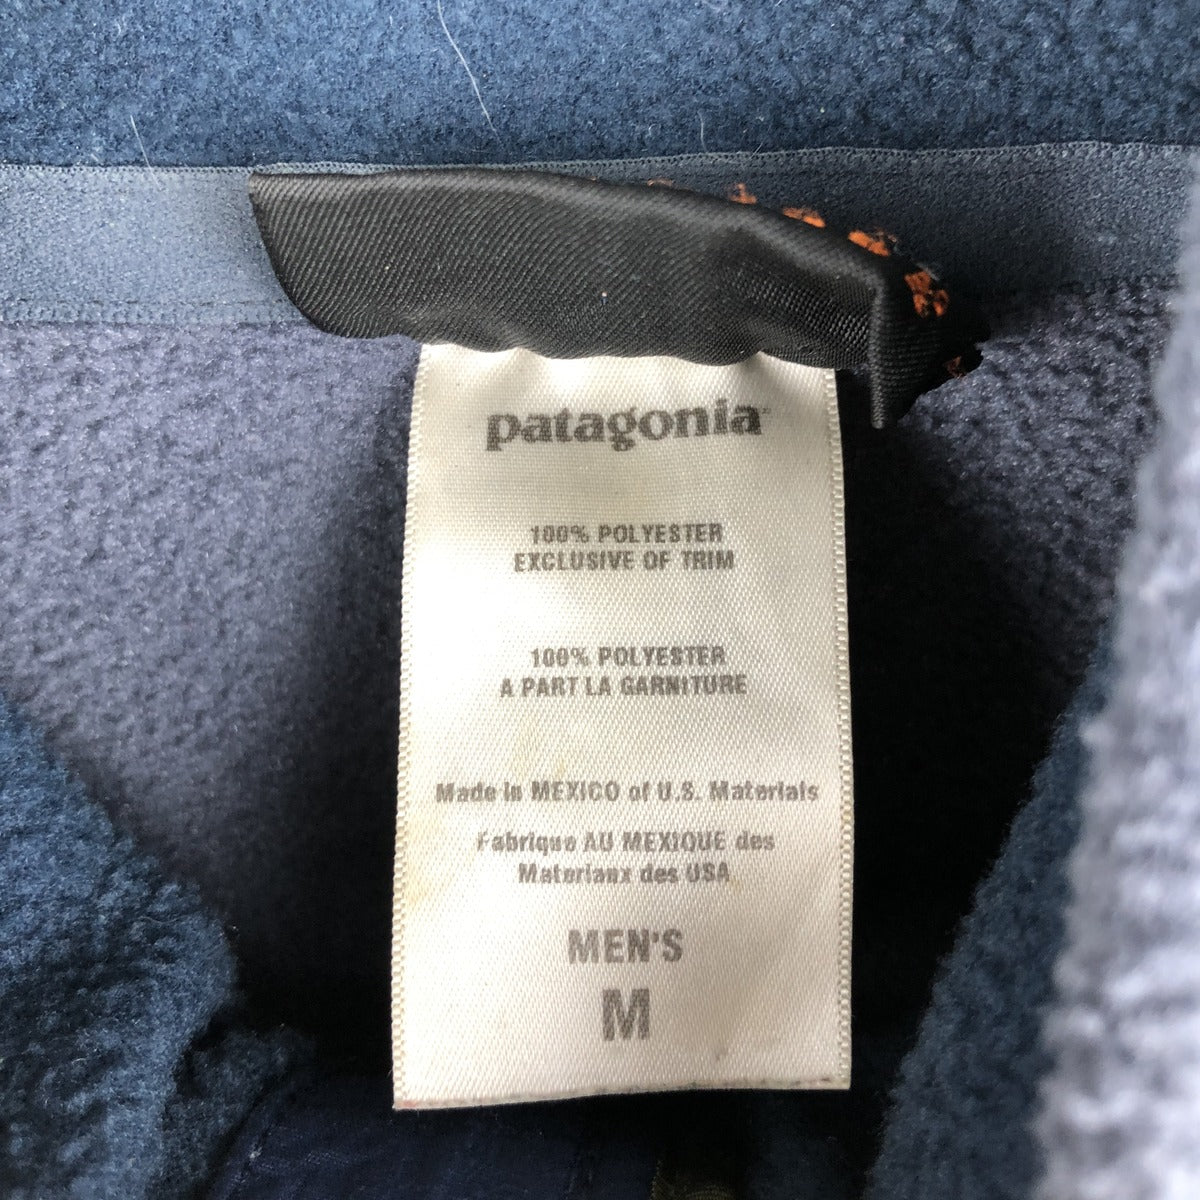 patagonia
100% POLYESTER
EXCLUSIVE OF TRIM
100% POLYESTER
A PART LA GARNITURE
Made in MEXICO of U.S. Materials
Fabrique AU MEXIQUE des
Materiaux des USA
MEN'S
M